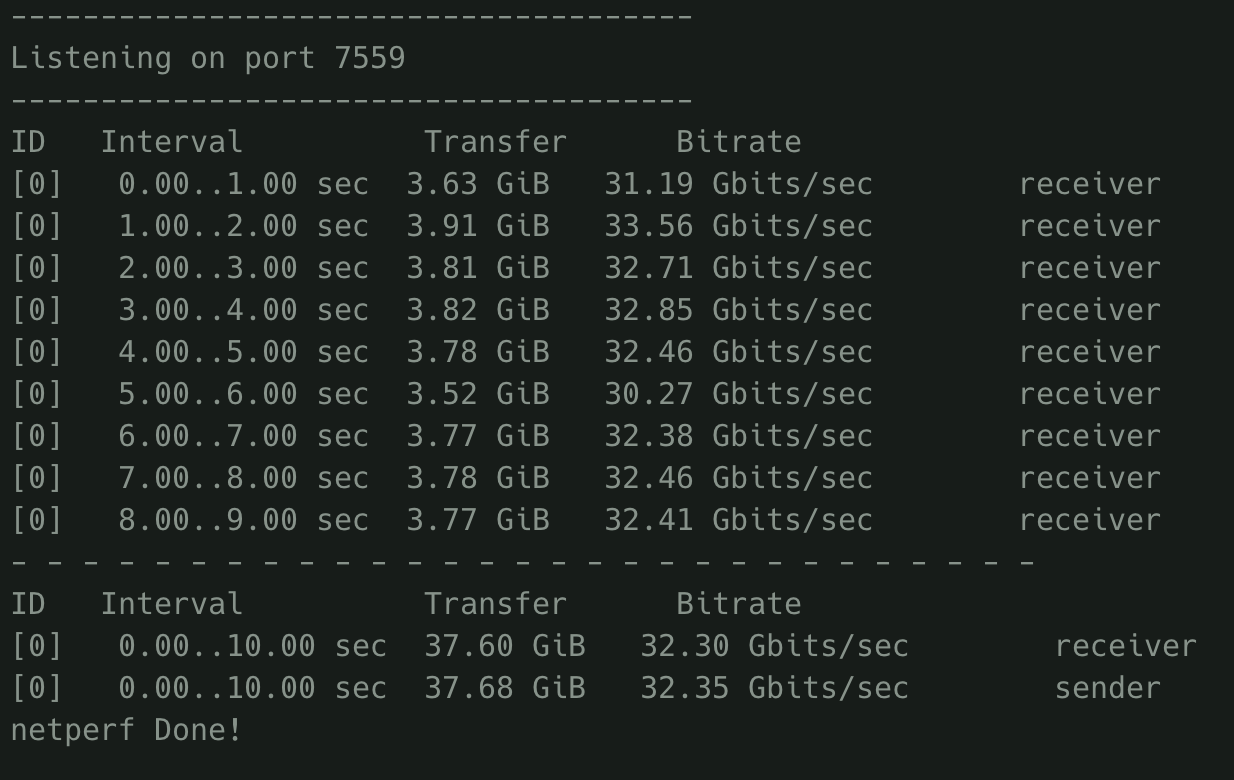 --------------------------------------
Listening on port 7559
--------------------------------------
ID   Interval          Transfer      Bitrate
[0]   0.00..1.00 sec  3.63 GiB   31.19 Gbits/sec        receiver
[0]   1.00..2.00 sec  3.91 GiB   33.56 Gbits/sec        receiver
[0]   2.00..3.00 sec  3.81 GiB   32.71 Gbits/sec        receiver
[0]   3.00..4.00 sec  3.82 GiB   32.85 Gbits/sec        receiver
[0]   4.00..5.00 sec  3.78 GiB   32.46 Gbits/sec        receiver
[0]   5.00..6.00 sec  3.52 GiB   30.27 Gbits/sec        receiver
[0]   6.00..7.00 sec  3.77 GiB   32.38 Gbits/sec        receiver
[0]   7.00..8.00 sec  3.78 GiB   32.46 Gbits/sec        receiver
[0]   8.00..9.00 sec  3.77 GiB   32.41 Gbits/sec        receiver
- - - - - - - - - - - - - - - - - - - - - - - - - - - - -
ID   Interval          Transfer      Bitrate
[0]   0.00..10.00 sec  37.60 GiB   32.30 Gbits/sec        receiver
[0]   0.00..10.00 sec  37.68 GiB   32.35 Gbits/sec        sender
netperf Done!